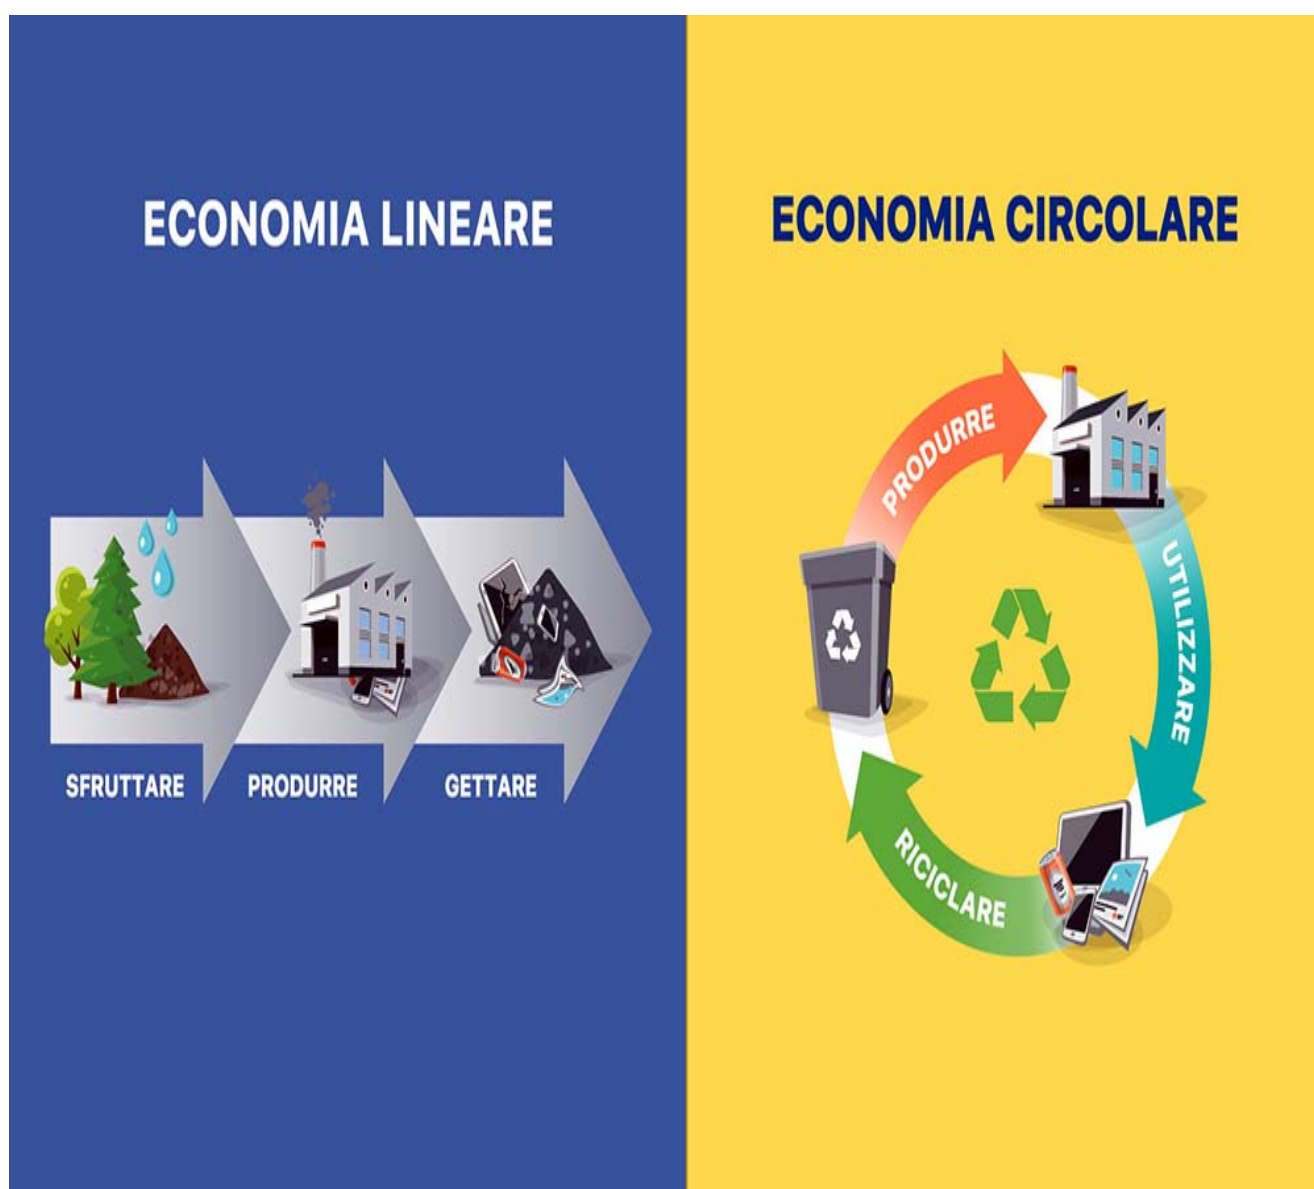 ECONOMIA LINEARE
SFRUTTARE
PRODURRE
GETTARE
ECONOMIA CIRCOLARE
PRODURRE
UTILIZZARE
RICICLARE